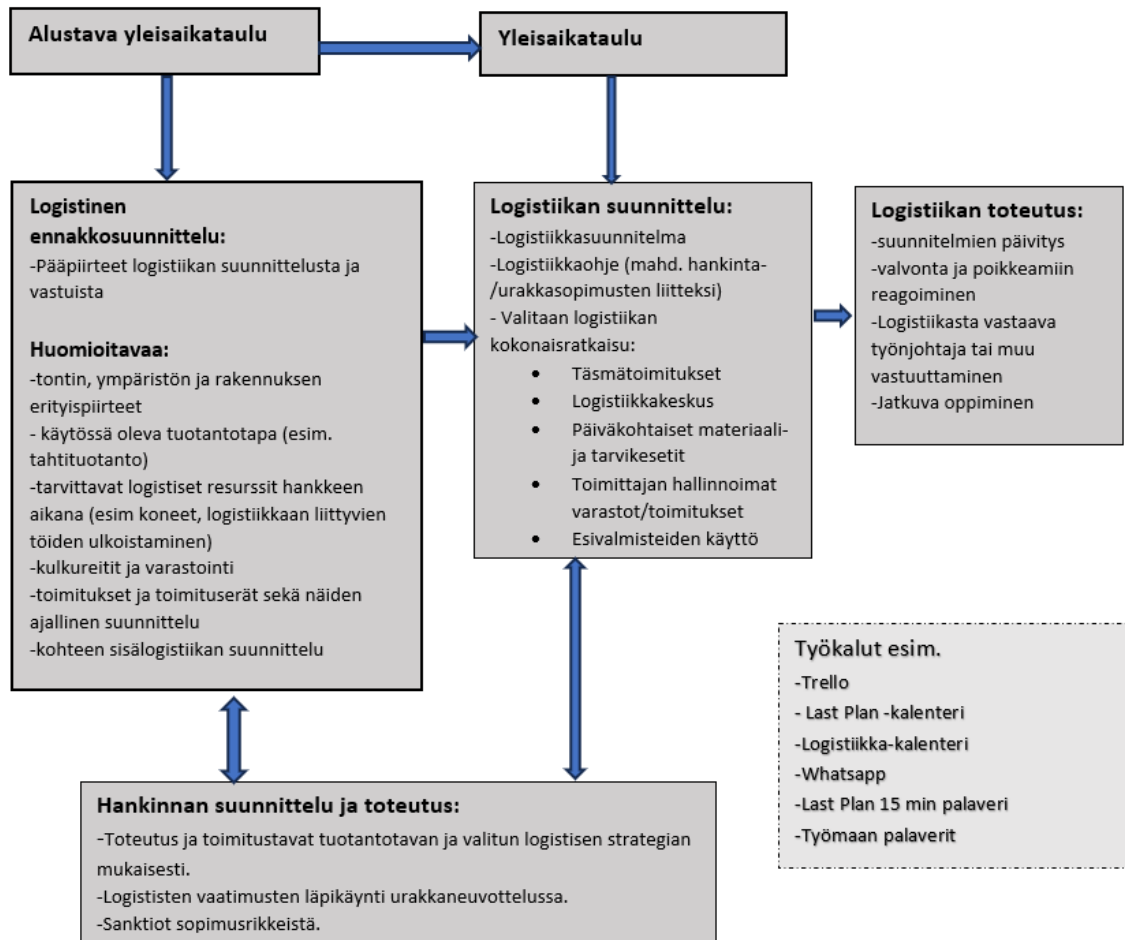 Alustava yleisaikataulu
Yleisaikataulu
Logistinen
ennakkosuunnittelu:
-Pääpiirteet logistiikan suunnittelusta ja
vastuista
Huomioitavaa:
-tontin, ympäristön ja rakennuksen
erityispiirteet
- käytössä oleva tuotantotapa (esim.
tahtituotanto)
-tarvittavat logistiset resurssit hankkeen
aikana (esim koneet, logistiikkaan liittyvien
töiden ulkoistaminen)
-kulkureitit ja varastointi
-toimitukset ja toimituserät sekä näiden
ajallinen suunnittelu
-kohteen sisälogistiikan suunnittelu
Logistiikan suunnittelu:
-Logistiikkasuunnitelma
-Logistiikkaohje (mahd. hankinta-
/urakkasopimusten liitteksi)
- Valitaan logistiikan
kokonaisratkaisu:
• Täsmätoimitukset
• Logistiikkakeskus
• Päiväkohtaiset materiaali-
ja tarvikesetit
• Toimittajan hallinnoimat
varastot/toimitukset
• Esivalmisteiden käyttö
Logistiikan toteutus:
-suunnitelmien päivitys
-valvonta ja poikkeamiin
reagoiminen
-Logistiikasta vastaava
työnjohtaja tai muu
vastuuttaminen
-Jatkuva oppiminen
Työkalut esim.
-Trello
- Last Plan -kalenteri
-Logistiikka-kalenteri
-Whatsapp
-Last Plan 15 min palaveri
-Työmaan palaverit
Hankinnan suunnittelu ja toteutus:
-Toteutus ja toimitustavat tuotantotavan ja valitun logistisen strategian
mukaisesti.
-Logististen vaatimusten läpikäynti urakkaneuvottelussa.
-Sanktiot sopimusrikkeistä.